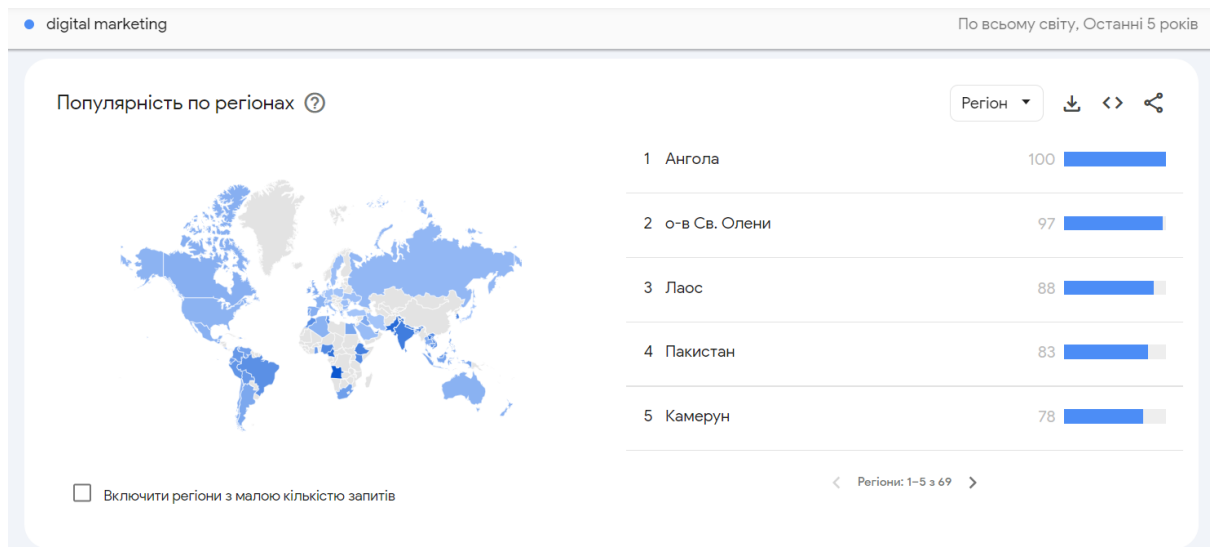 digital marketing
По всьому світу, Останні 5 років
Популярність по регіонах
Регіон
1 Ангола 100
2 о-в Св. Олени 97
3 Лаос 88
4 Пакистан 83
5 Камерун 78
Включити регіони з малою кількістю запитів
Регіони: 1–5 з 69